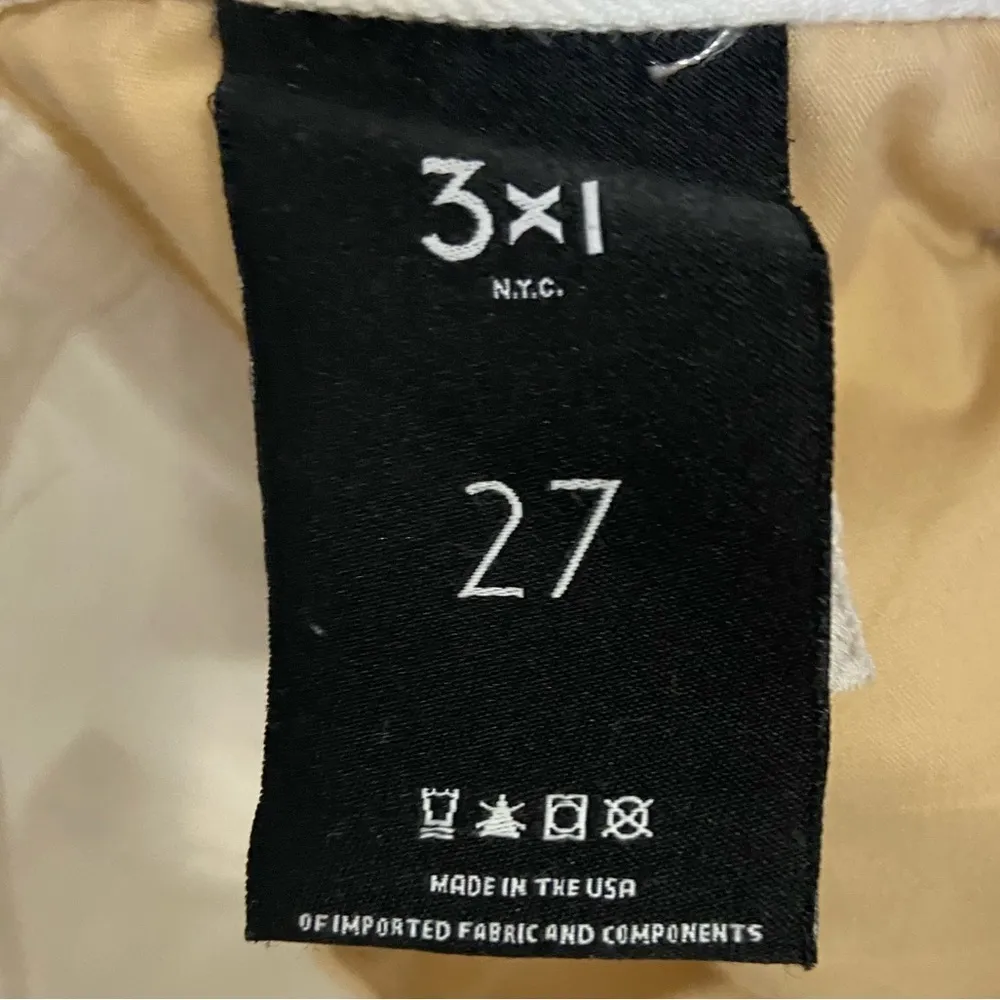 3x1
N.Y.C.
27
MADE IN THE USA
OF IMPORTED FABRIC AND COMPONENTS